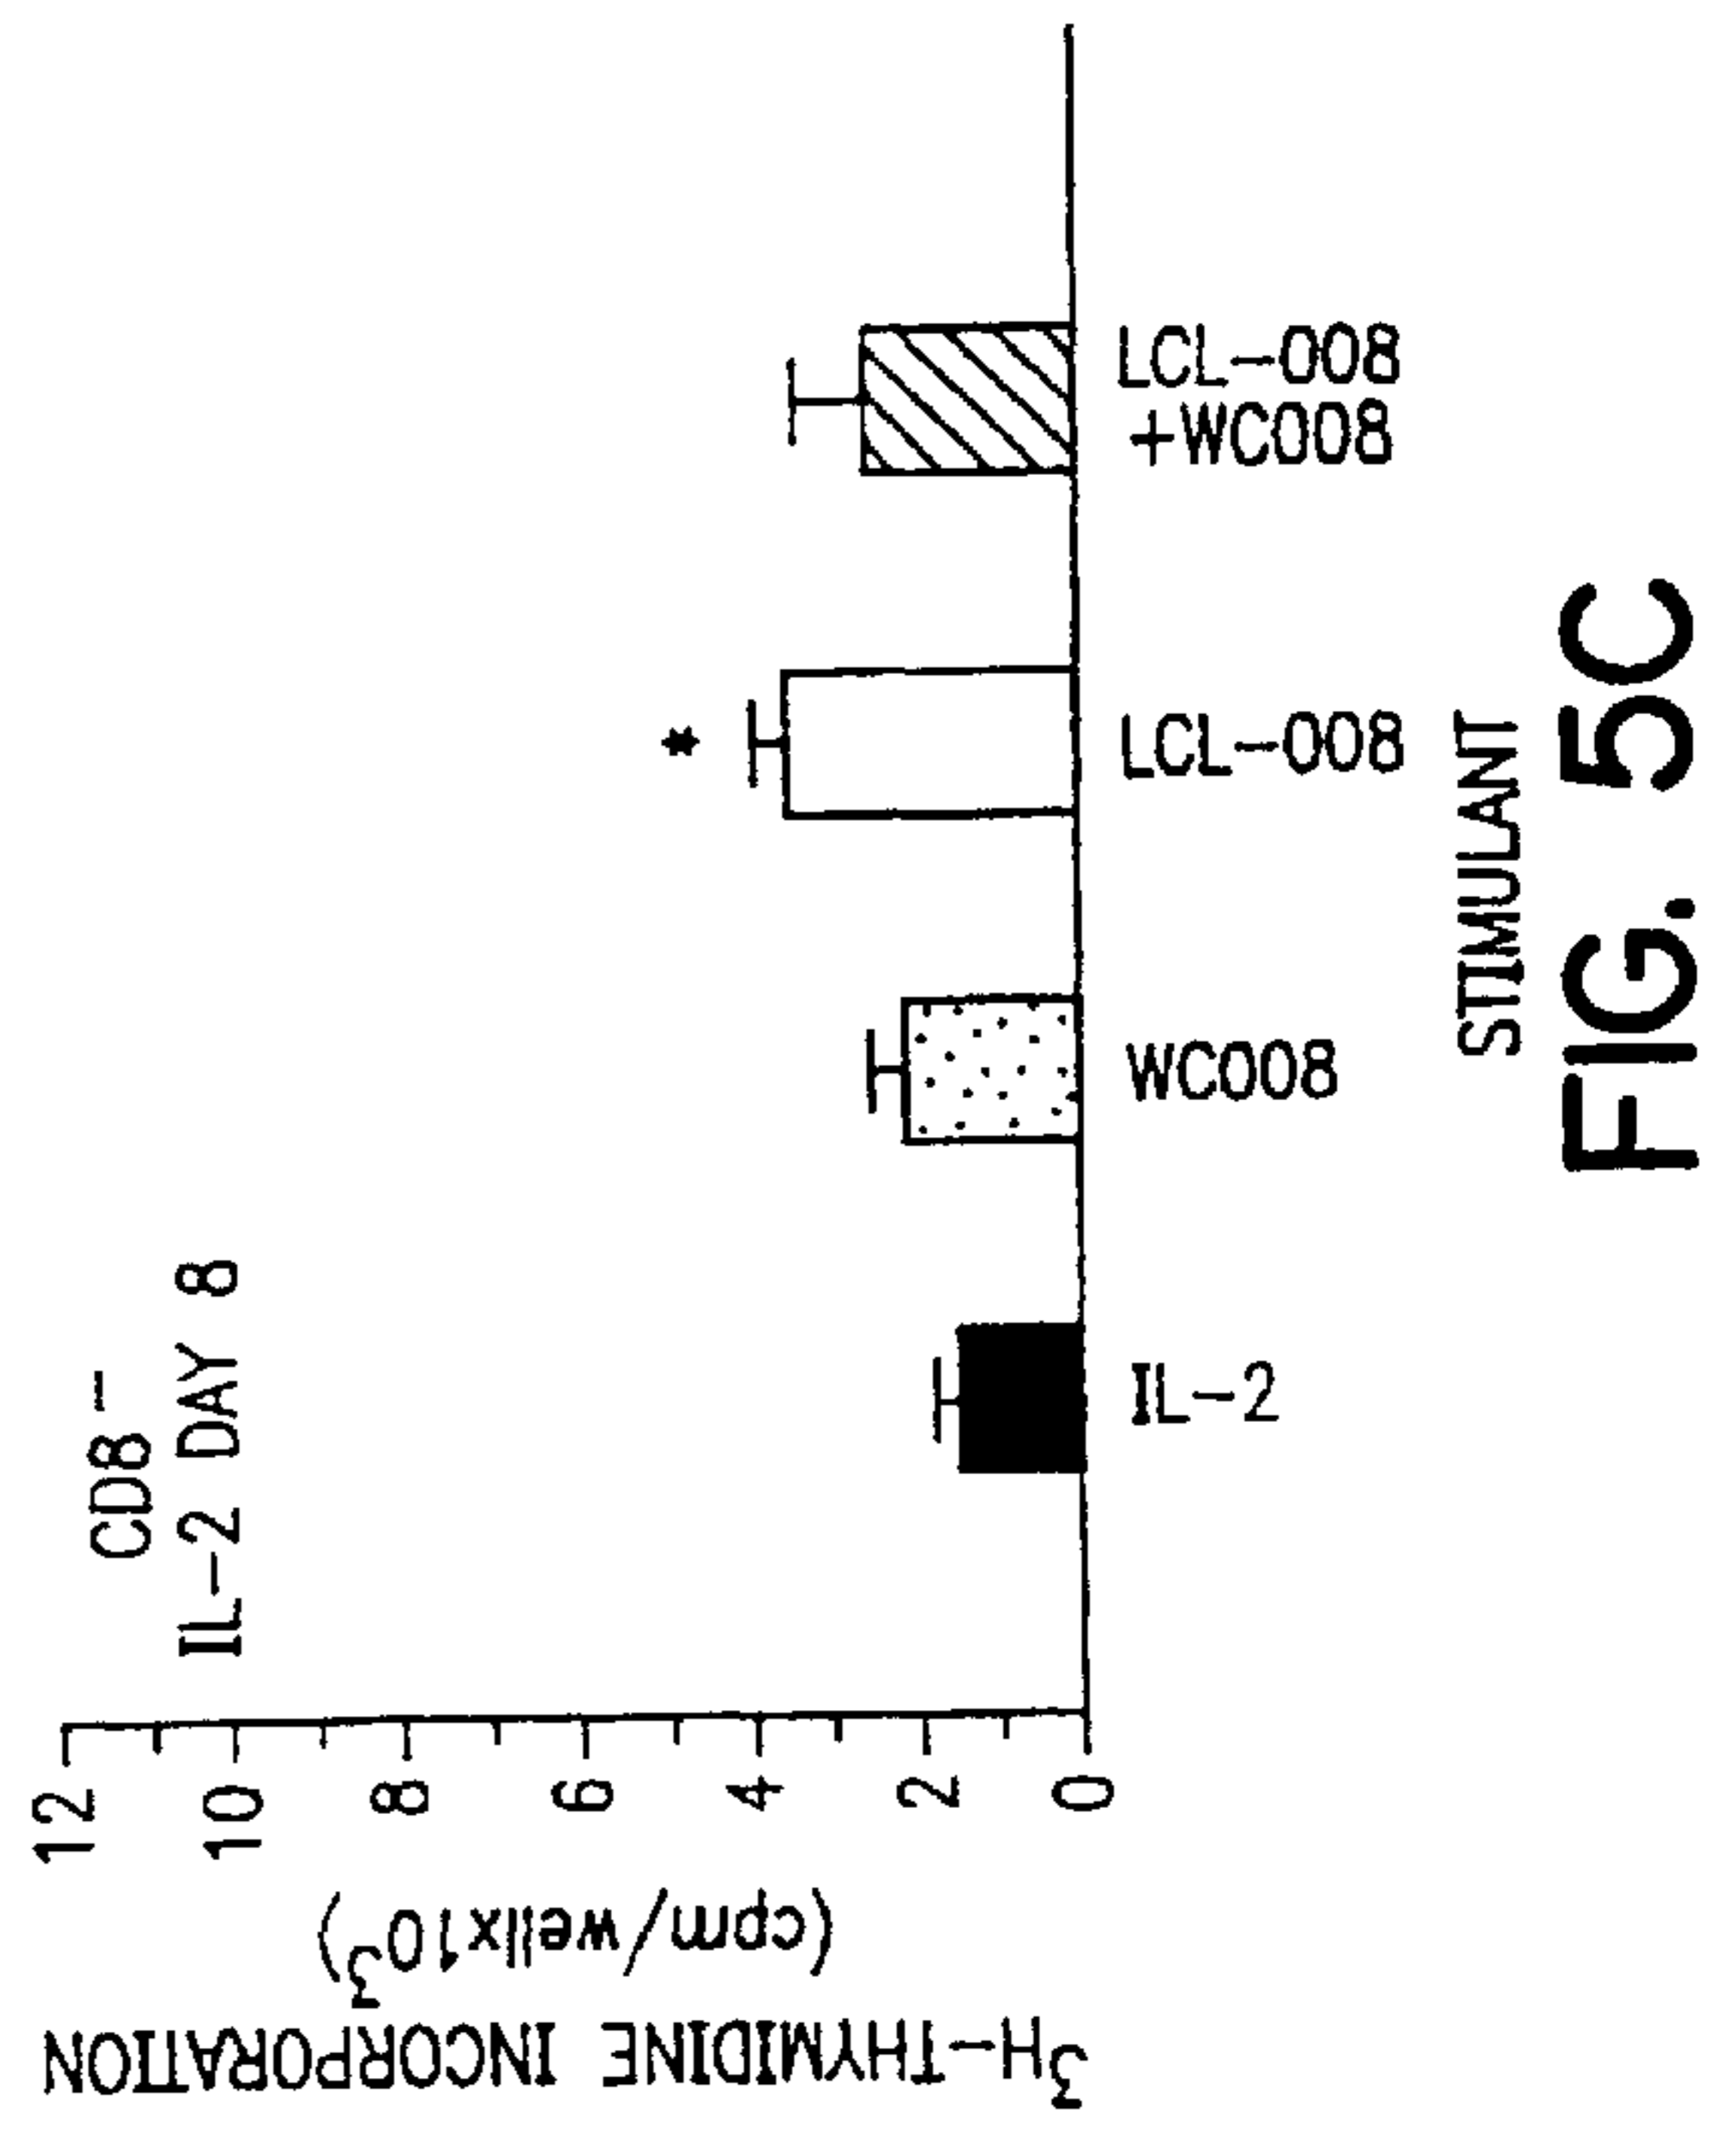 CD8⁻
IL-2 DAY 8
³H-THYMIDINE INCORPORATION
(cpm/wellx10³)
12
10
8
6
4
2
0
*
IL-2
WC008
LCL-008
LCL-008
+WC008
STIMULANT
FIG. 5C